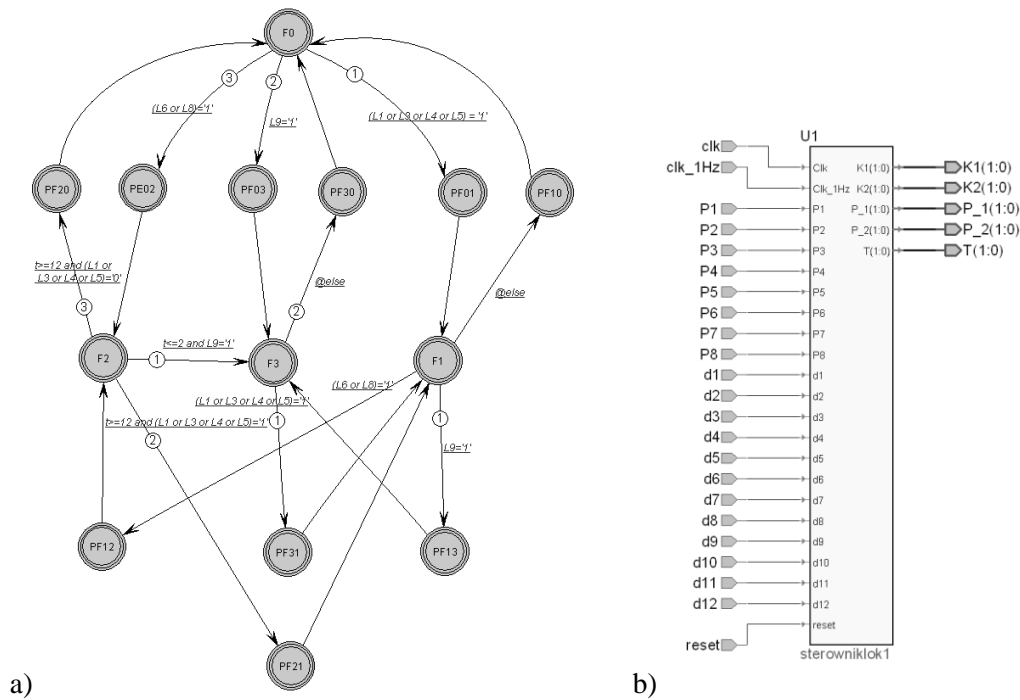 F0
3
2
1
(L6 or L8)='1'
L9='1'
(L1 or L3 or L4 or L5) = '1'
PF20
PE02
PF03
PF30
PF01
PF10
t>=12 and (L1 or
L3 or L4 or L5)='0'
@else
@else
3
2
F2
1
t<=2 and L9='1'
F3
F1
(L6 or L8)='1'
(L1 or L3 or L4 or L5)='1'
1
1
t>=12 and (L1 or L3 or L4 or L5)='1'
2
L9='1'
PF12
PF31
PF13
PF21
a)
U1
clk
Clk
K1(1:0)
K1(1:0)
clk_1Hz
Clk_1Hz
K2(1:0)
K2(1:0)
P1
P1
P_1(1:0)
P_1(1:0)
P2
P2
P_2(1:0)
P_2(1:0)
P3
P3
T(1:0)
T(1:0)
P4
P4
P5
P5
P6
P6
P7
P7
P8
P8
d1
d1
d2
d2
d3
d3
d4
d4
d5
d5
d6
d6
d7
d7
d8
d8
d9
d9
d10
d10
d11
d11
d12
d12
reset
reset
sterowniklok1
b)